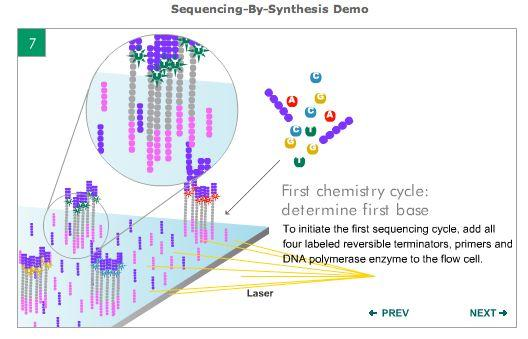 Sequencing-By-Synthesis Demo
7
C
A
G
C
A
C
T
G
G
T
First chemistry cycle:
determine first base
To initiate the first sequencing cycle, add all
four labeled reversible terminators, primers and
DNA polymerase enzyme to the flow cell.
Laser
PREV
NEXT